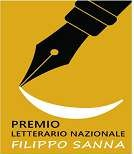 PREMIO
LETTERARIO NAZIONALE
FILIPPO SANNA